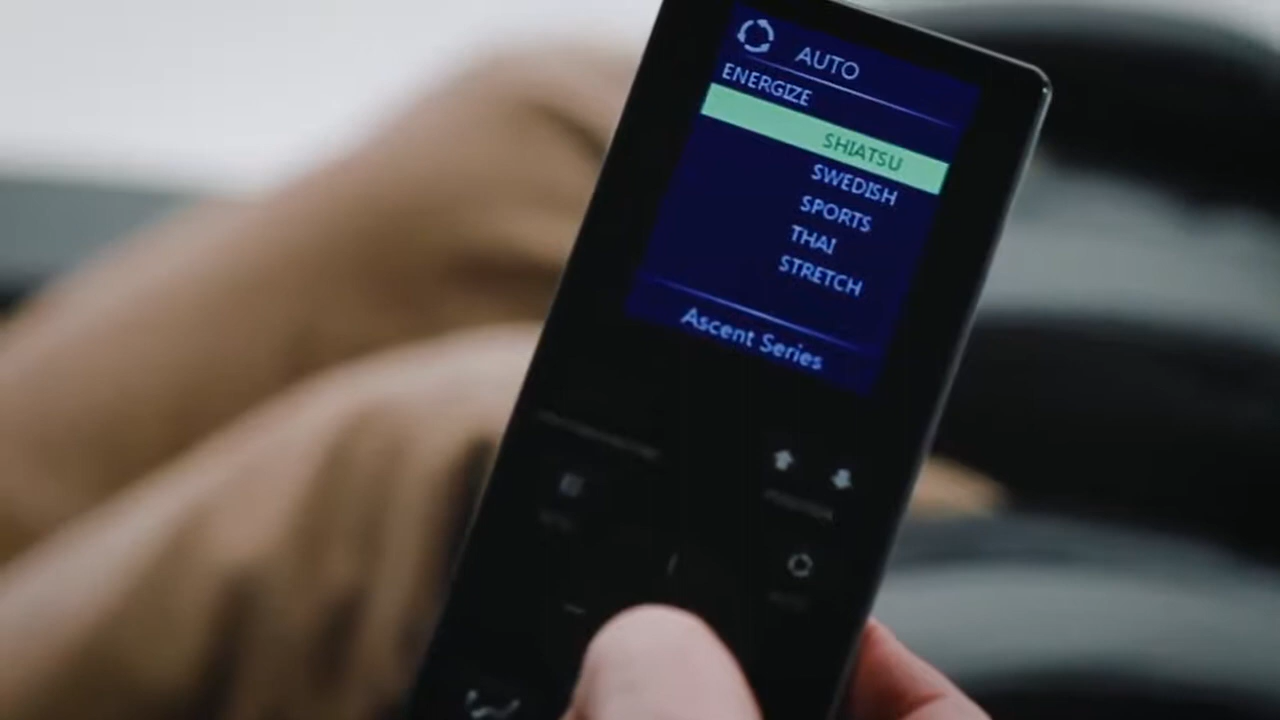 AUTO
ENERGIZE
SHIATSU
SWEDISH
SPORTS
THAI
STRETCH
Ascent Series